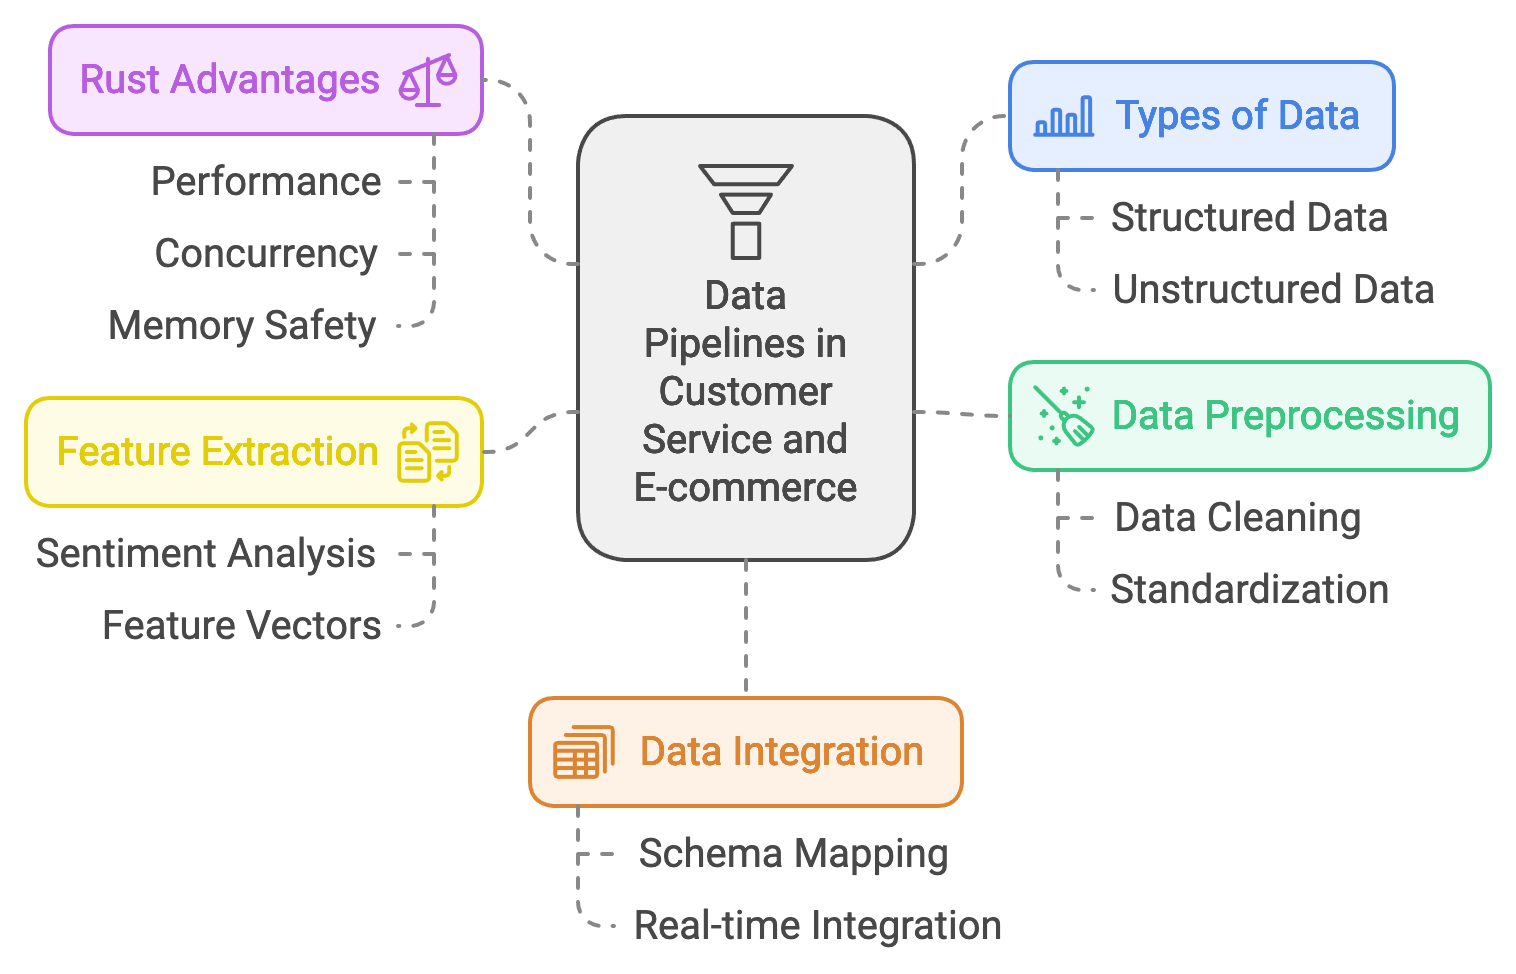 Rust Advantages
Performance
Concurrency
Memory Safety
Feature Extraction
Sentiment Analysis
Feature Vectors
Data
Pipelines in
Customer
Service and
E-commerce
Types of Data
Structured Data
Unstructured Data
Data Preprocessing
Data Cleaning
Standardization
Data Integration
Schema Mapping
Real-time Integration